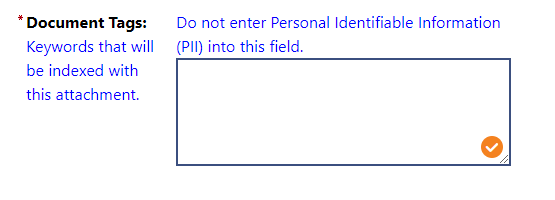 * Document Tags:
Keywords that will
be indexed with
this attachment.
Do not enter Personal Identifiable Information
(PII) into this field.